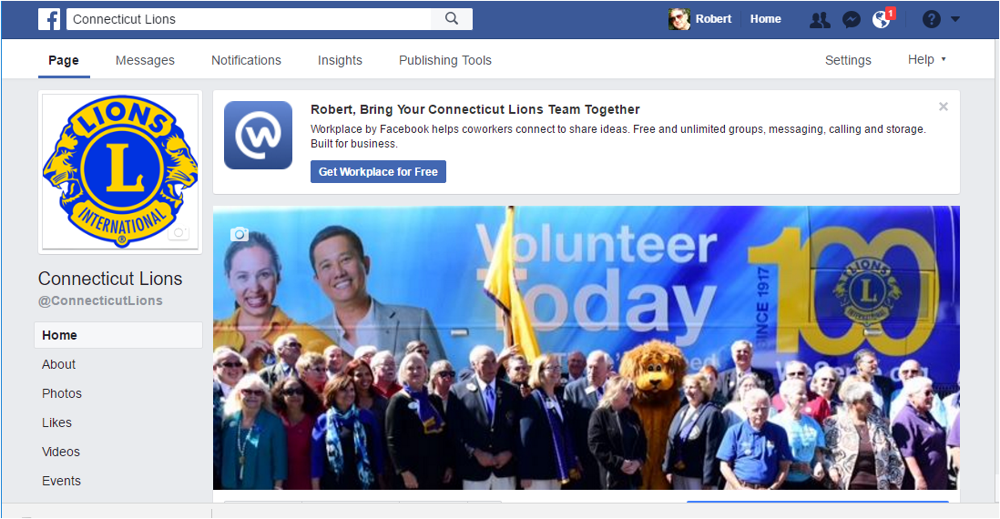 Connecticut Lions
Robert
Home
1
?
Page
Messages
Notifications
Insights
Publishing Tools
Settings
Help
LIONS
L
INTERNATIONAL
®
Robert, Bring Your Connecticut Lions Team Together
Workplace by Facebook helps coworkers connect to share ideas. Free and unlimited groups, messaging, calling and storage.
Built for business.
Get Workplace for Free
Connecticut Lions
@ConnecticutLions
Home
About
Photos
Likes
Videos
Events
Volunteer
Today
SINCE 1917
100
LIONS
L
INTERNATIONAL